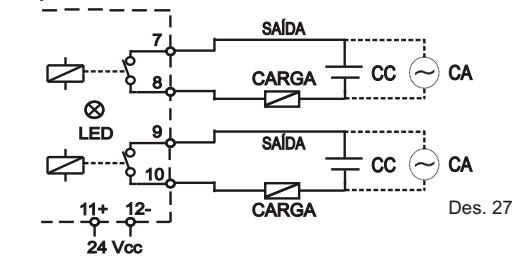 SAÍDA
7
CARGA
CC
CA
8
LED
9
SAÍDA
CC
CA
10
CARGA
Des. 27
11+ 12-
24 Vcc